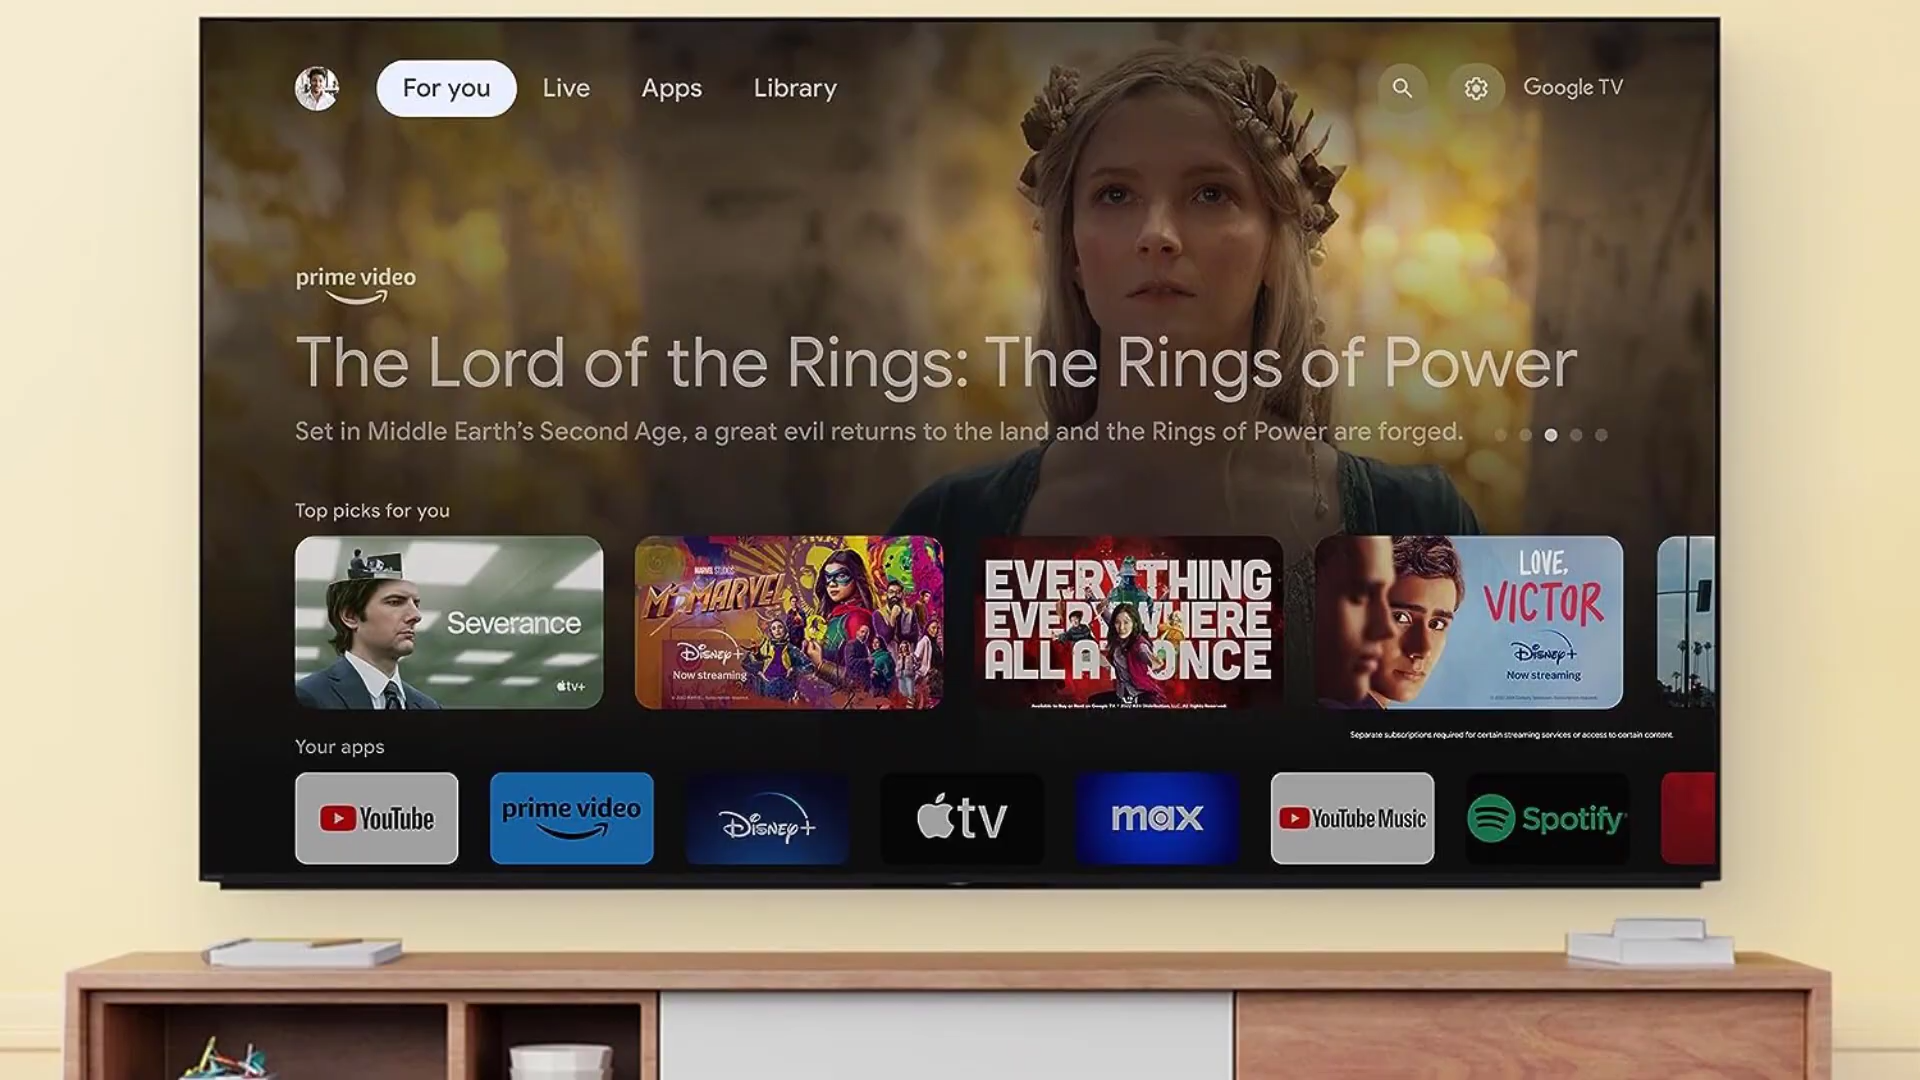 For you
Live
Apps
Library
Google TV
prime video
The Lord of the Rings: The Rings of Power
Set in Middle Earth's Second Age, a great evil returns to the land and the Rings of Power are forged.
Top picks for you
Severance
tv+
MARVEL STUDIOS
MS. MARVEL
Disney+
Now streaming
EVERYTHING
EVERYWHERE
ALL AT ONCE
LOVE,
VICTOR
Disney+
Now streaming
Separate subscriptions required for certain streaming services or access to certain content.
Your apps
YouTube
prime video
Disney+
tv
max
YouTube Music
Spotify